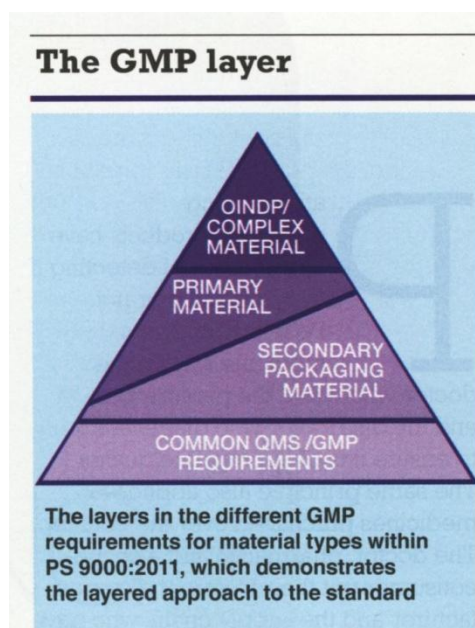 The GMP layer
OINDP/
COMPLEX
MATERIAL
PRIMARY
MATERIAL
SECONDARY
PACKAGING
MATERIAL
COMMON QMS /GMP
REQUIREMENTS
The layers in the different GMP
requirements for material types within
PS 9000:2011, which demonstrates
the layered approach to the standard